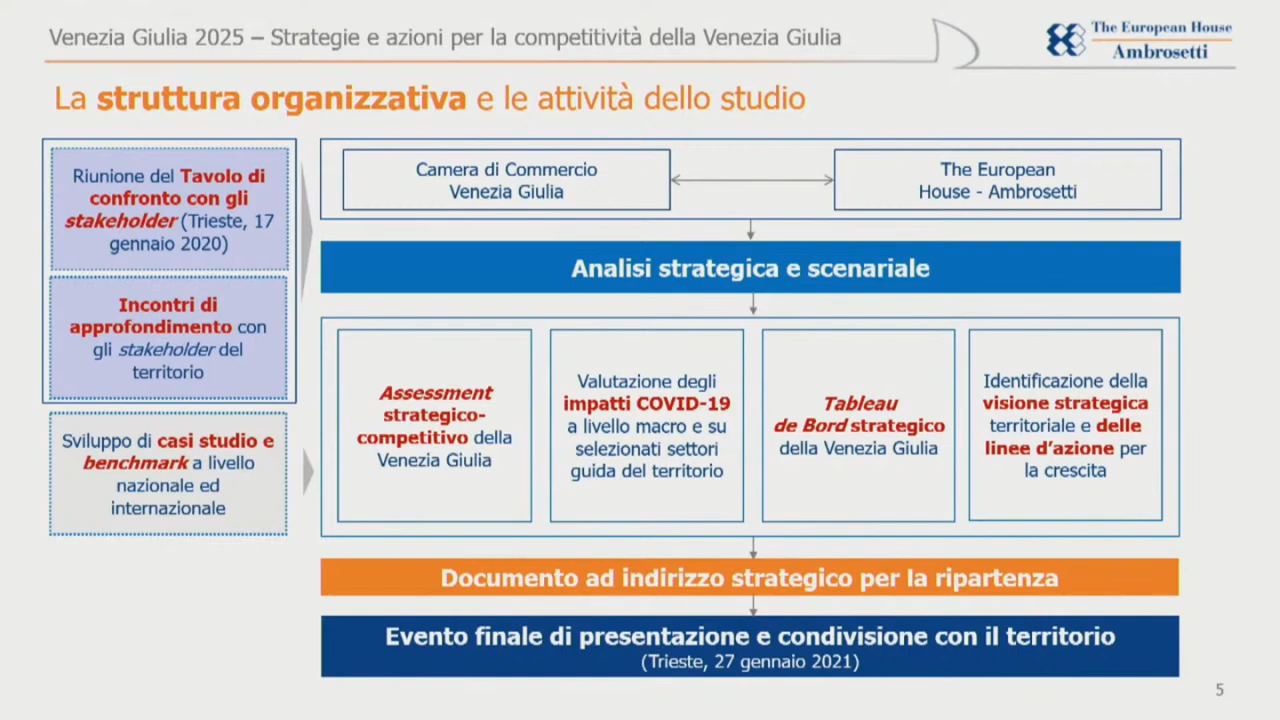 Venezia Giulia 2025 – Strategie e azioni per la competitività della Venezia Giulia
The European House
Ambrosetti
La struttura organizzativa e le attività dello studio
Riunione del Tavolo di
confronto con gli
stakeholder (Trieste, 17
gennaio 2020)
Incontri di
approfondimento con
gli stakeholder del
territorio
Sviluppo di casi studio e
benchmark a livello
nazionale ed
internazionale
Camera di Commercio
Venezia Giulia
The European
House - Ambrosetti
Analisi strategica e scenariale
Assessment
strategico-
competitivo della
Venezia Giulia
Valutazione degli
impatti COVID-19
a livello macro e su
selezionati settori
guida del territorio
Tableau
de Bord strategico
della Venezia Giulia
Identificazione della
visione strategica
territoriale e delle
linee d'azione per
la crescita
Documento ad indirizzo strategico per la ripartenza
Evento finale di presentazione e condivisione con il territorio
(Trieste, 27 gennaio 2021)
5